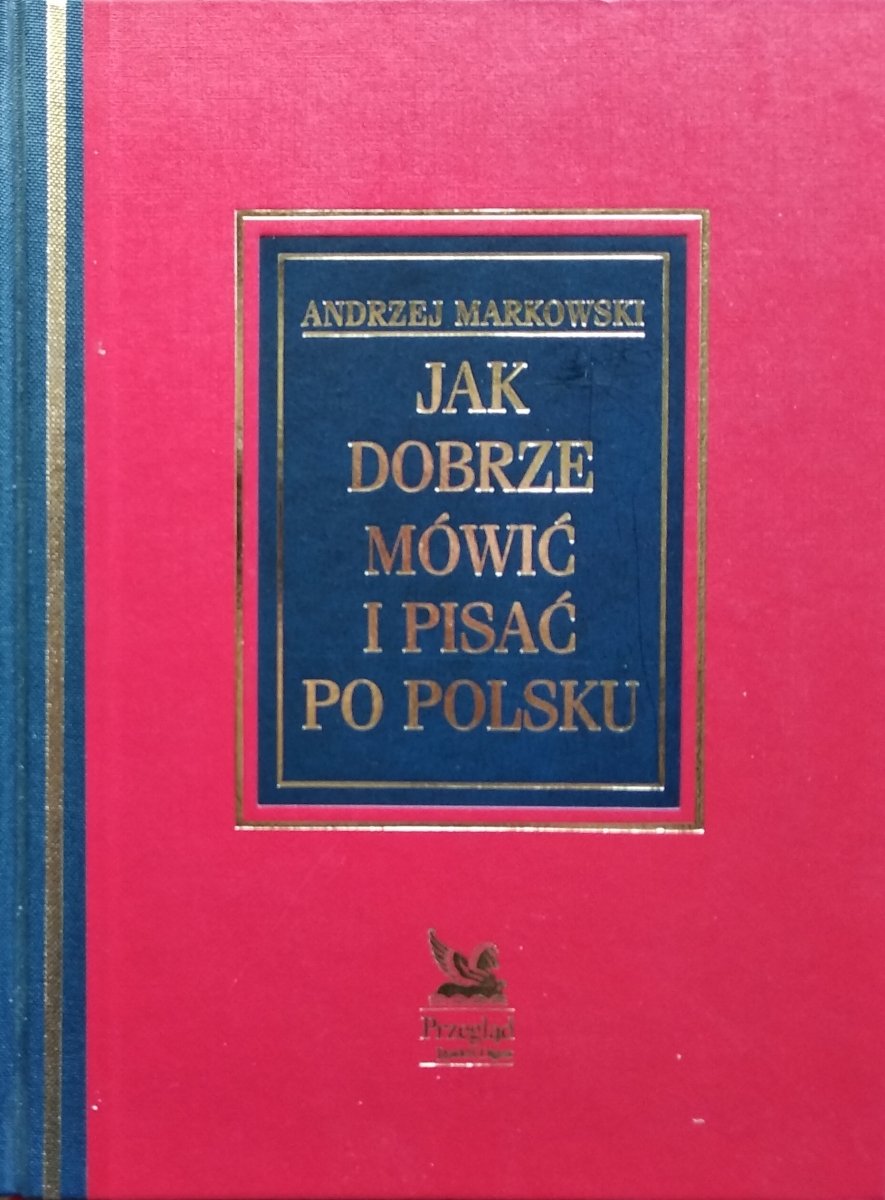 ANDRZEJ MARKOWSKI
JAK
DOBRZE
MÓWIĆ
I PISAĆ
PO POLSKU
Przegląd